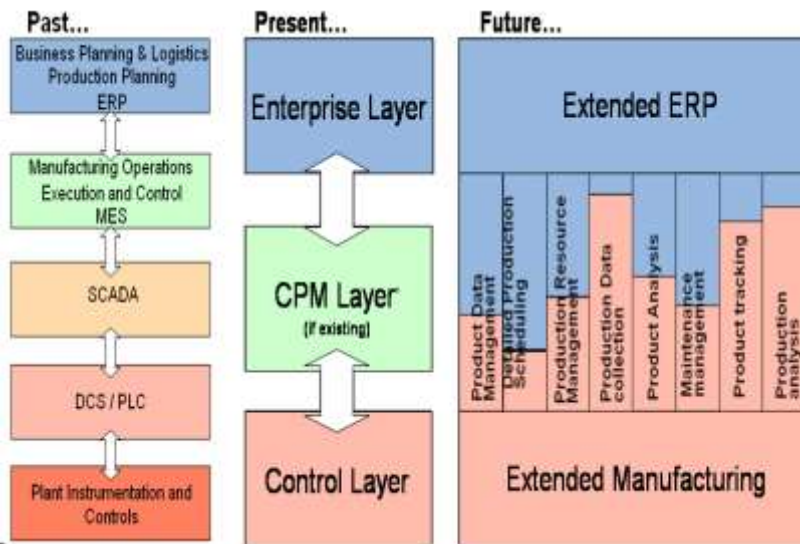 Past...
Business Planning & Logistics
Production Planning
ERP
Manufacturing Operations
Execution and Control
MES
SCADA
DCS / PLC
Plant Instrumentation and
Controls
Present...
Enterprise Layer
CPM Layer
(if existing)
Control Layer
Future...
Extended ERP
Product Data
Management
Detailed Production
Scheduling
Production Resource
Management
Production Data
collection
Product Analysis
Maintenance
management
Product tracking
Production
analysis
Extended Manufacturing